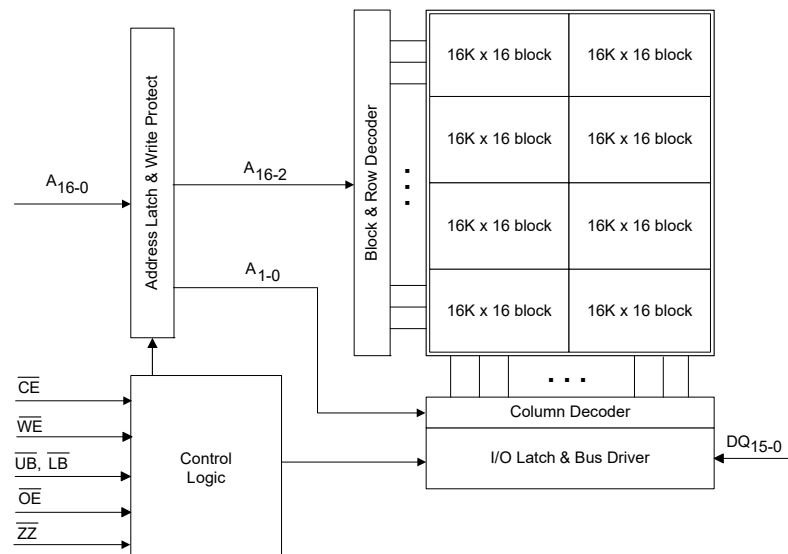 Address Latch & Write Protect
A16-0
A16-2
A1-0
Block & Row Decoder
16K x 16 block
16K x 16 block
16K x 16 block
16K x 16 block
16K x 16 block
16K x 16 block
16K x 16 block
16K x 16 block
. . .
. . .
Column Decoder
I/O Latch & Bus Driver
DQ15-0
CE
WE
UB, LB
OE
ZZ
Control
Logic